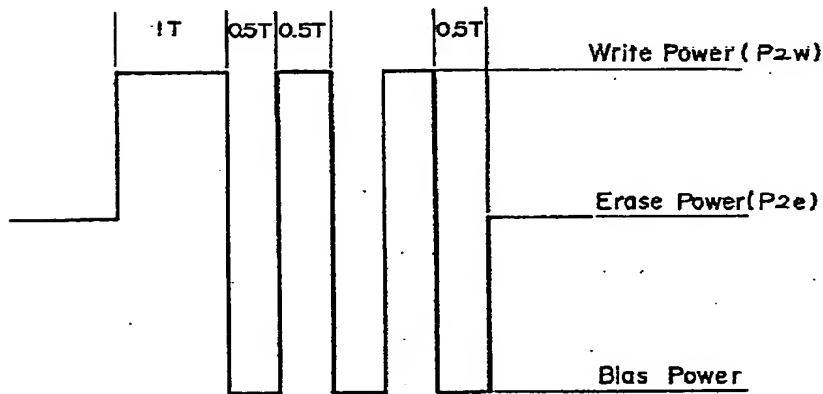 1T 0.5T 0.5T 0.5T
Write Power (P2w)
Erase Power (P2e)
Bias Power